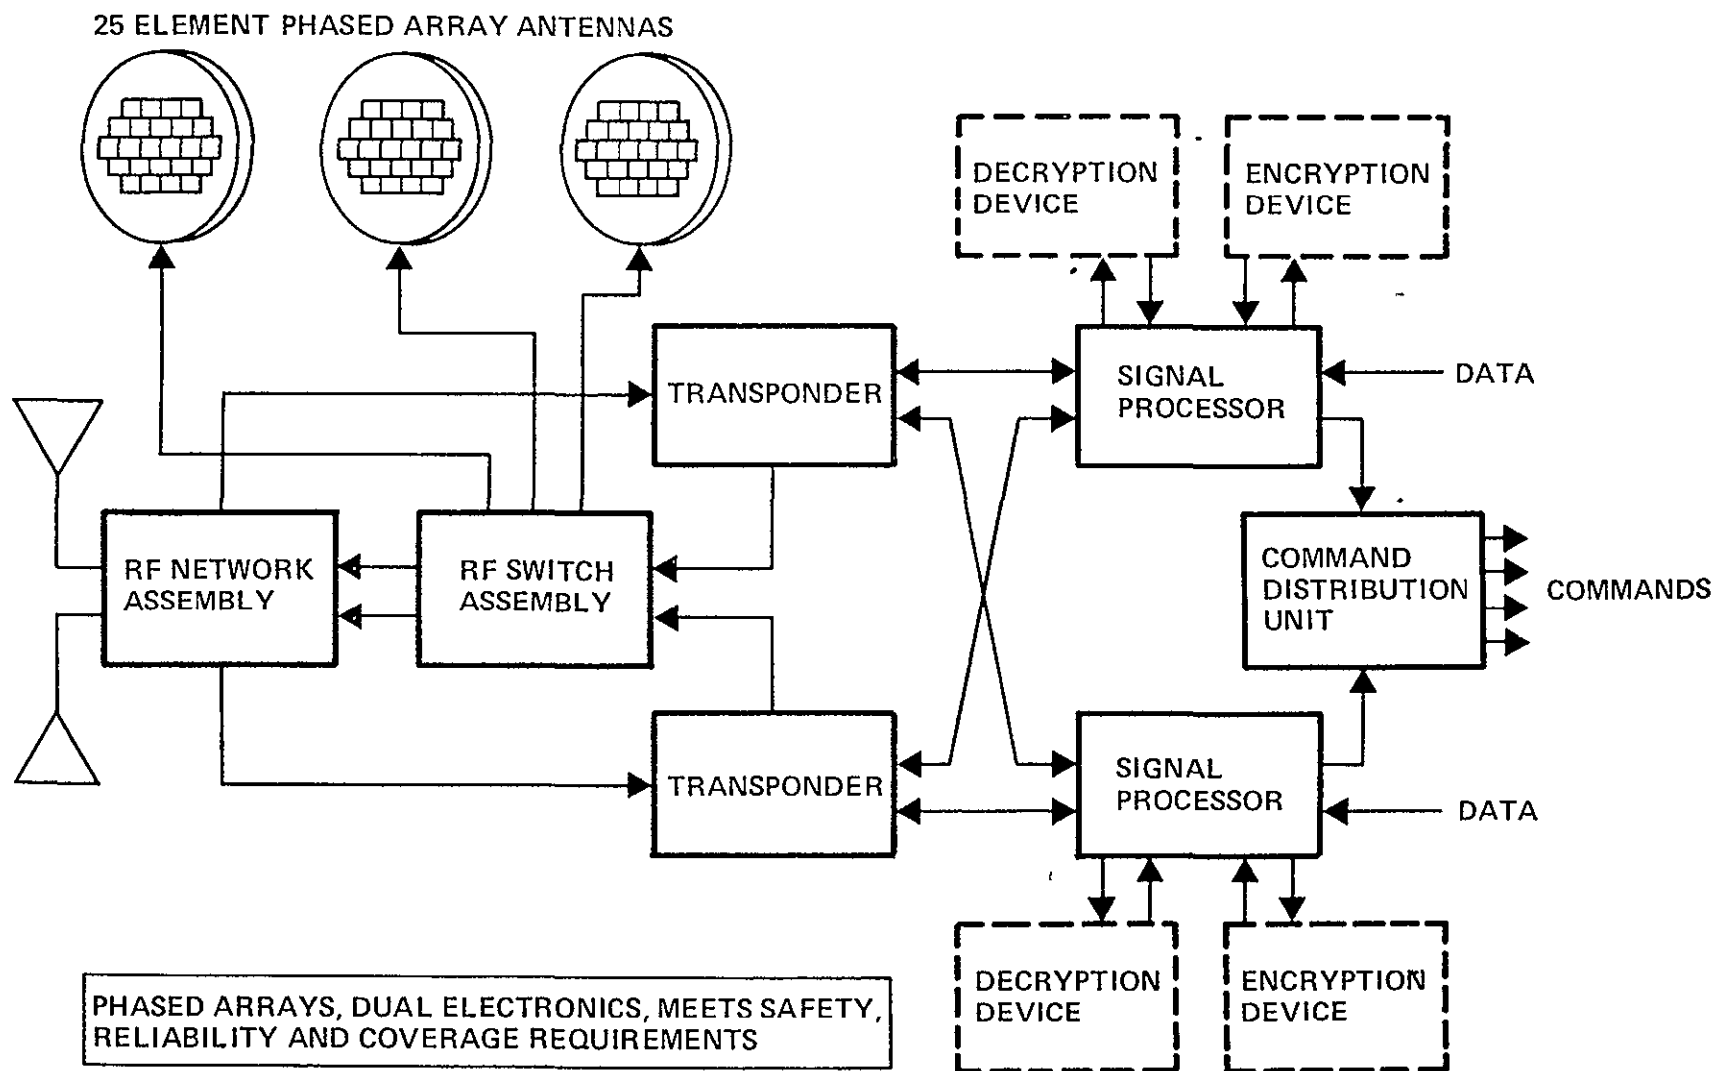 25 ELEMENT PHASED ARRAY ANTENNAS
DECRYPTION
DEVICE
ENCRYPTION
DEVICE
TRANSPONDER
SIGNAL
PROCESSOR
DATA
RF NETWORK
ASSEMBLY
RF SWITCH
ASSEMBLY
COMMAND
DISTRIBUTION
UNIT
COMMANDS
TRANSPONDER
SIGNAL
PROCESSOR
DATA
DECRYPTION
DEVICE
ENCRYPTION
DEVICE
PHASED ARRAYS, DUAL ELECTRONICS, MEETS SAFETY,
RELIABILITY AND COVERAGE REQUIREMENTS